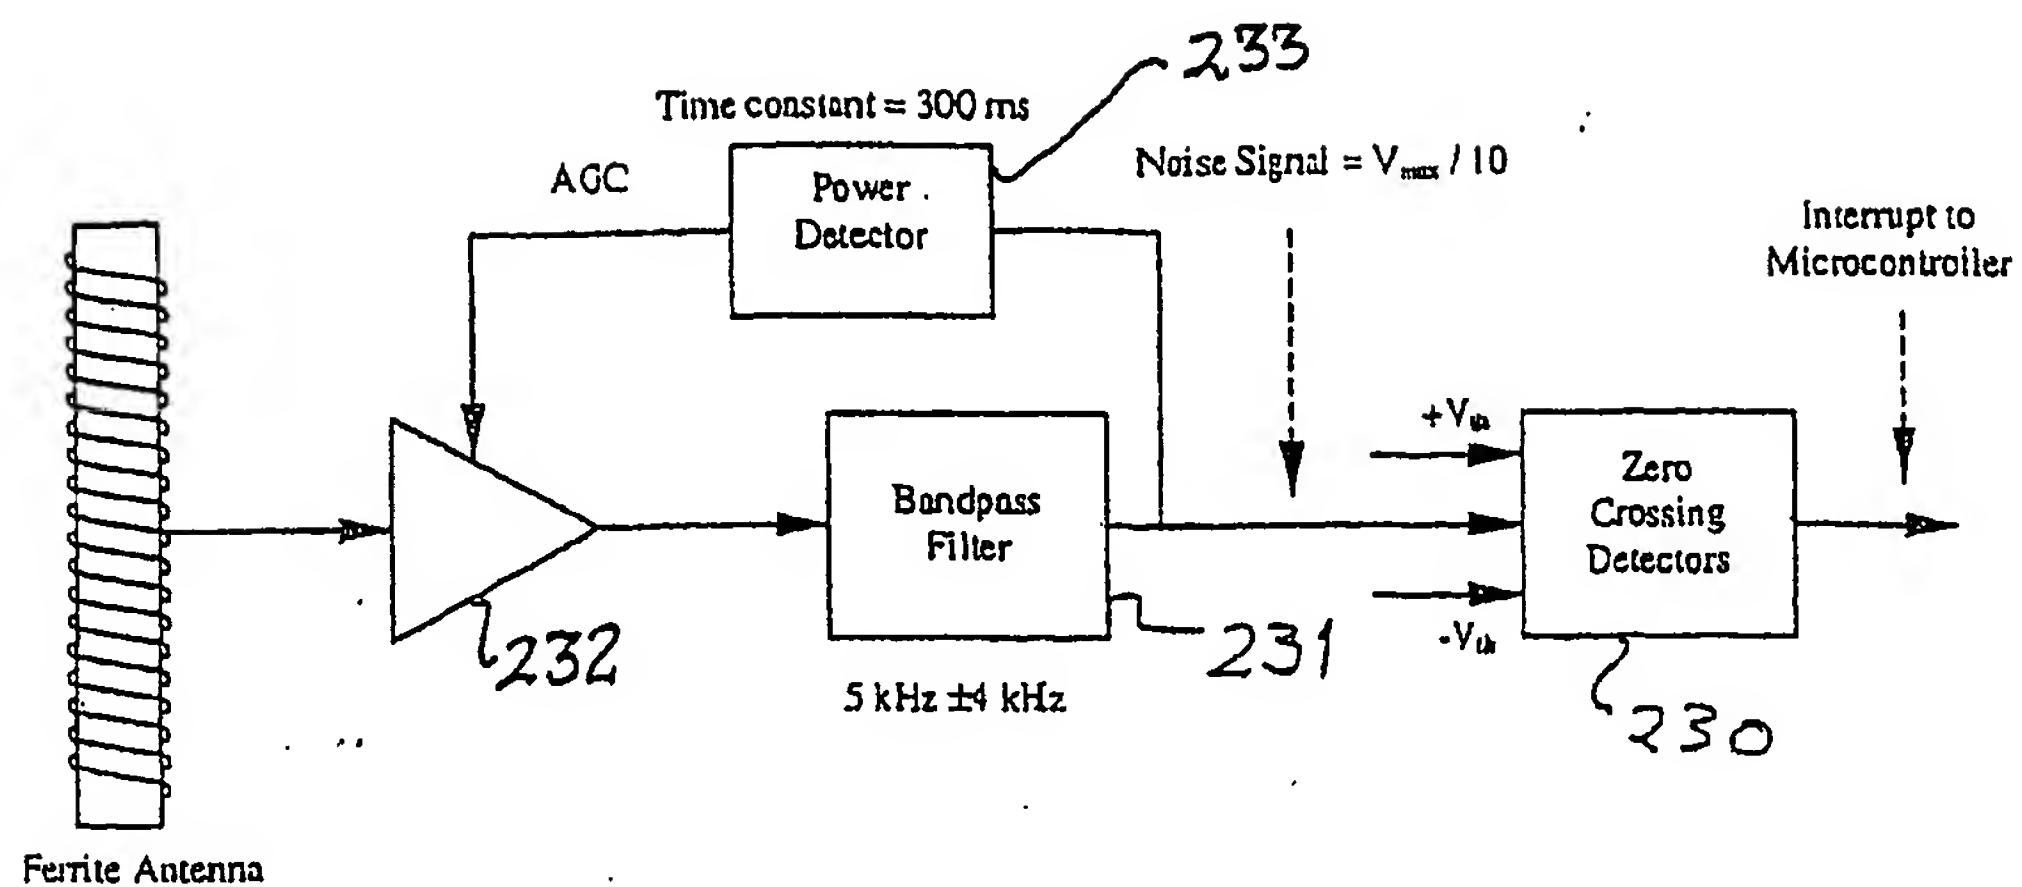 233
Time constant = 300 ms
AGC
Power
Detector
Noise Signal = Vmax / 10
Interrupt to
Microcontroller
+Vth
Zero
Crossing
Detectors
-Vth
Bandpass
Filter
232
231
5 kHz ±4 kHz
230
Ferrite Antenna